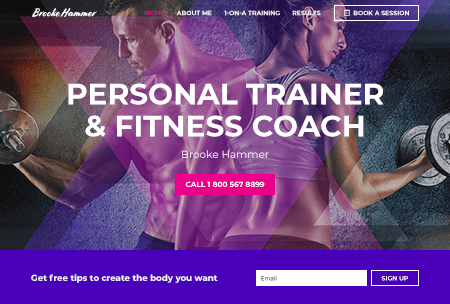 Brooke Hammer
HOME ABOUT ME 1-ON-A TRAINING RESULTS BOOK A SESSION
PERSONAL TRAINER
& FITNESS COACH
Brooke Hammer
CALL 1 800 567 8899
Get free tips to create the body you want
Email
SIGN UP